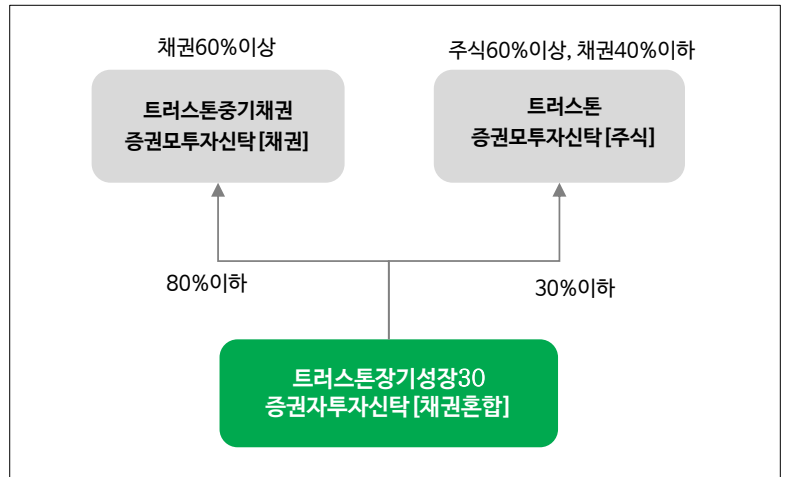 채권60%이상
주식60%이상, 채권40%이하
트러스톤중기채권
증권모투자신탁[채권]
트러스톤
증권모투자신탁[주식]
80%이하
30%이하
트러스톤장기성장30
증권자투자신탁[채권혼합]